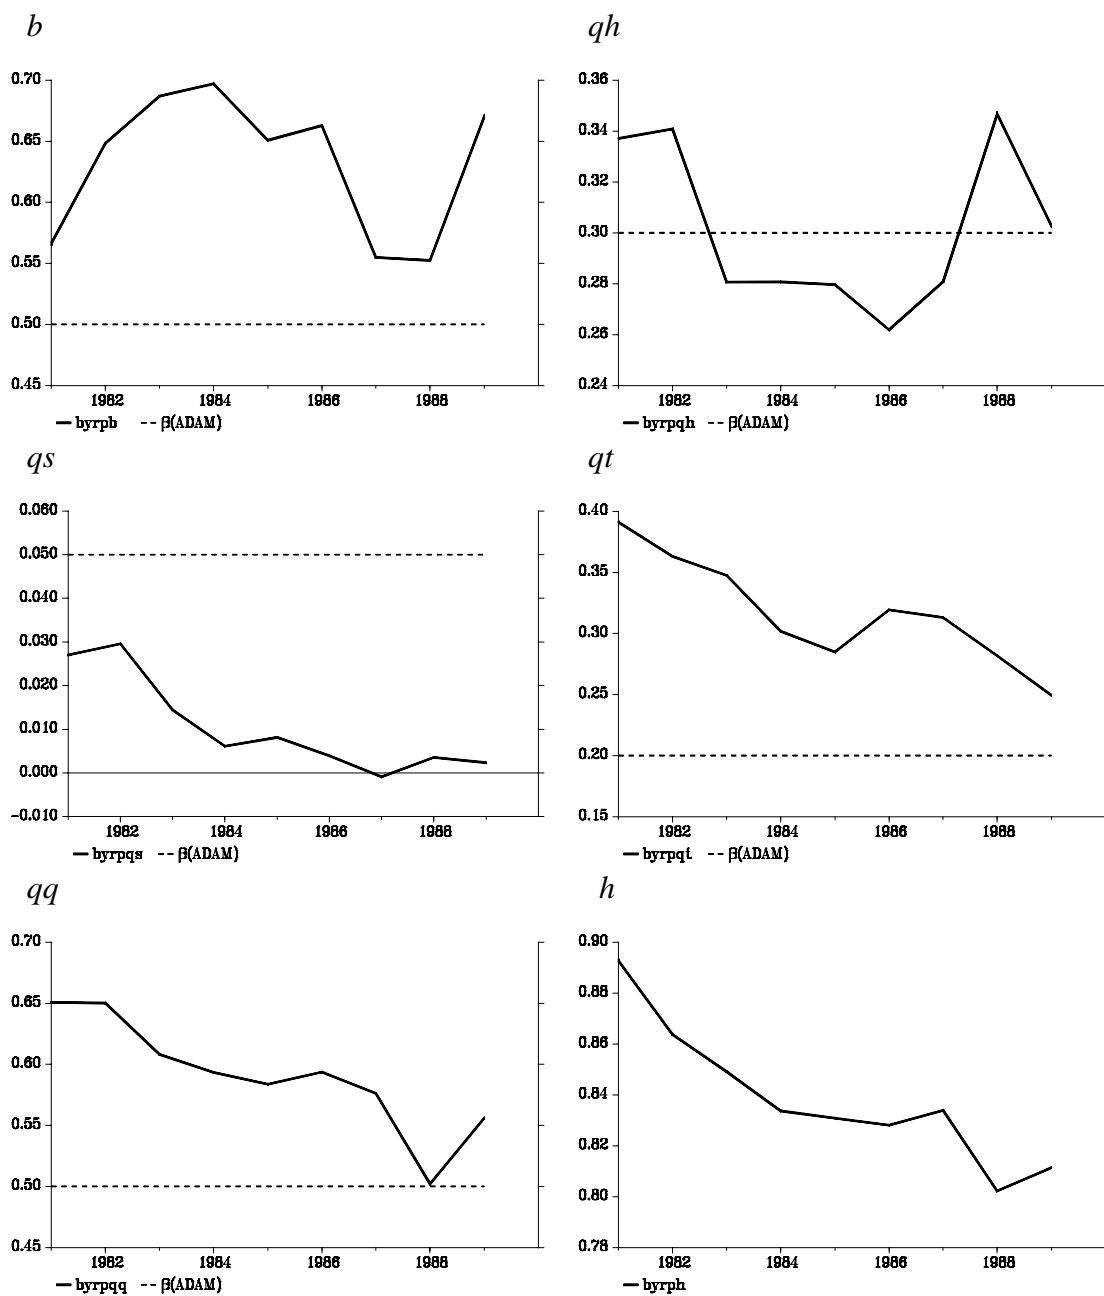 b
0.70
0.65
0.60
0.55
0.50
0.45
1982 1984 1986 1988
byrpb β(ADAM)
qh
0.36
0.34
0.32
0.30
0.28
0.26
0.24
1982 1984 1986 1988
byrpqh β(ADAM)
qs
0.060
0.050
0.040
0.030
0.020
0.010
0.000
-0.010
1982 1984 1986 1988
byrpqs β(ADAM)
qt
0.40
0.35
0.30
0.25
0.20
0.15
1982 1984 1986 1988
byrpqt β(ADAM)
qq
0.70
0.65
0.60
0.55
0.50
0.45
1982 1984 1986 1988
byrpqq β(ADAM)
h
0.90
0.88
0.86
0.84
0.82
0.80
0.78
1982 1984 1986 1988
byrph